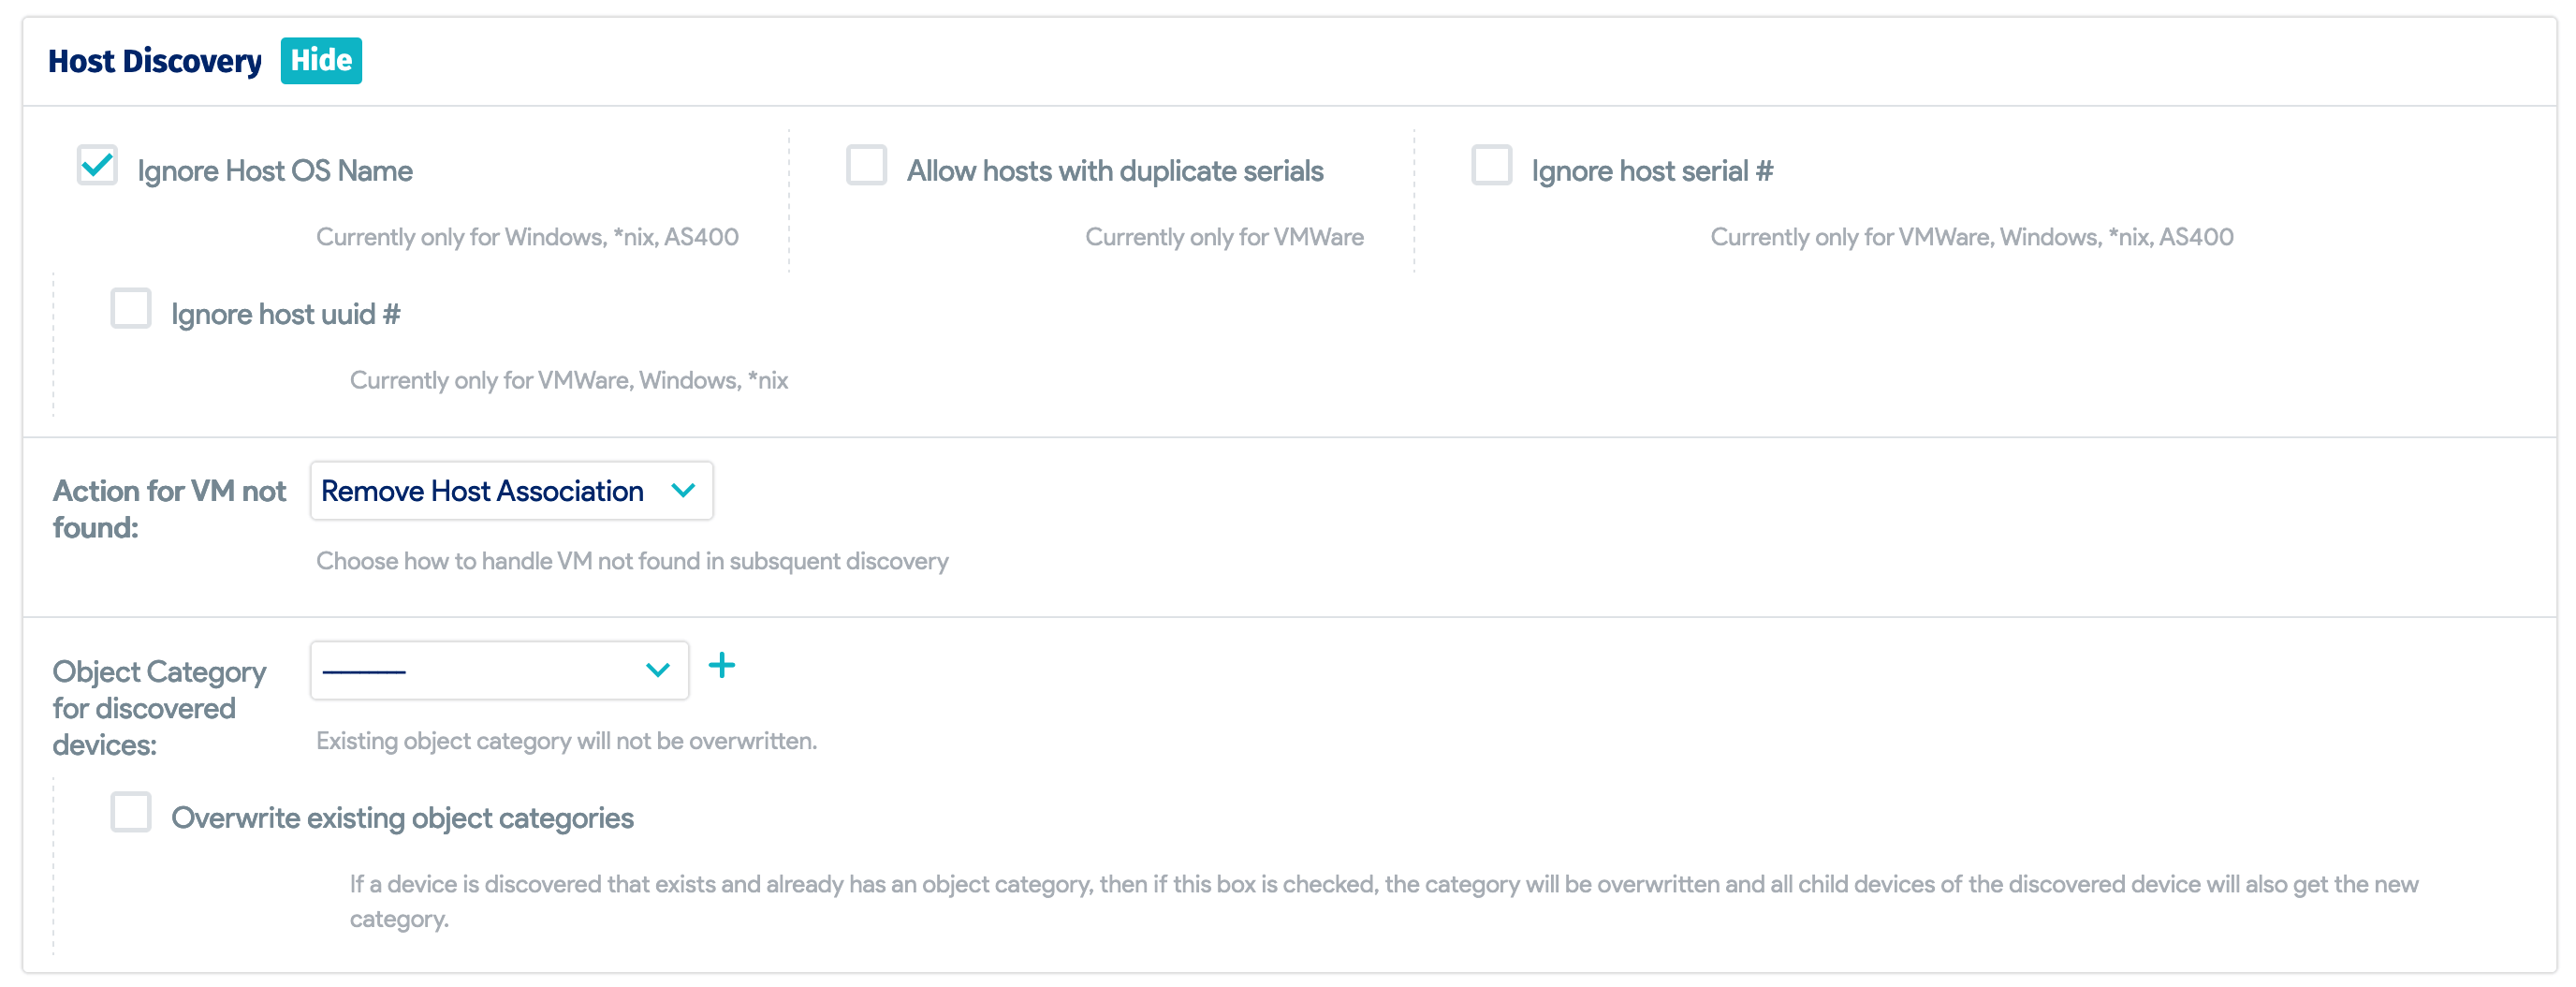 Host Discovery Hide
Ignore Host OS Name
Allow hosts with duplicate serials
Ignore host serial #
Currently only for Windows, *nix, AS400
Currently only for VMWare
Currently only for VMWare, Windows, *nix, AS400
Ignore host uuid #
Currently only for VMWare, Windows, *nix
Action for VM not
found:
Remove Host Association
Choose how to handle VM not found in subsquent discovery
Object Category
for discovered
devices:
---------
Existing object category will not be overwritten.
Overwrite existing object categories
If a device is discovered that exists and already has an object category, then if this box is checked, the category will be overwritten and all child devices of the discovered device will also get the new
category.